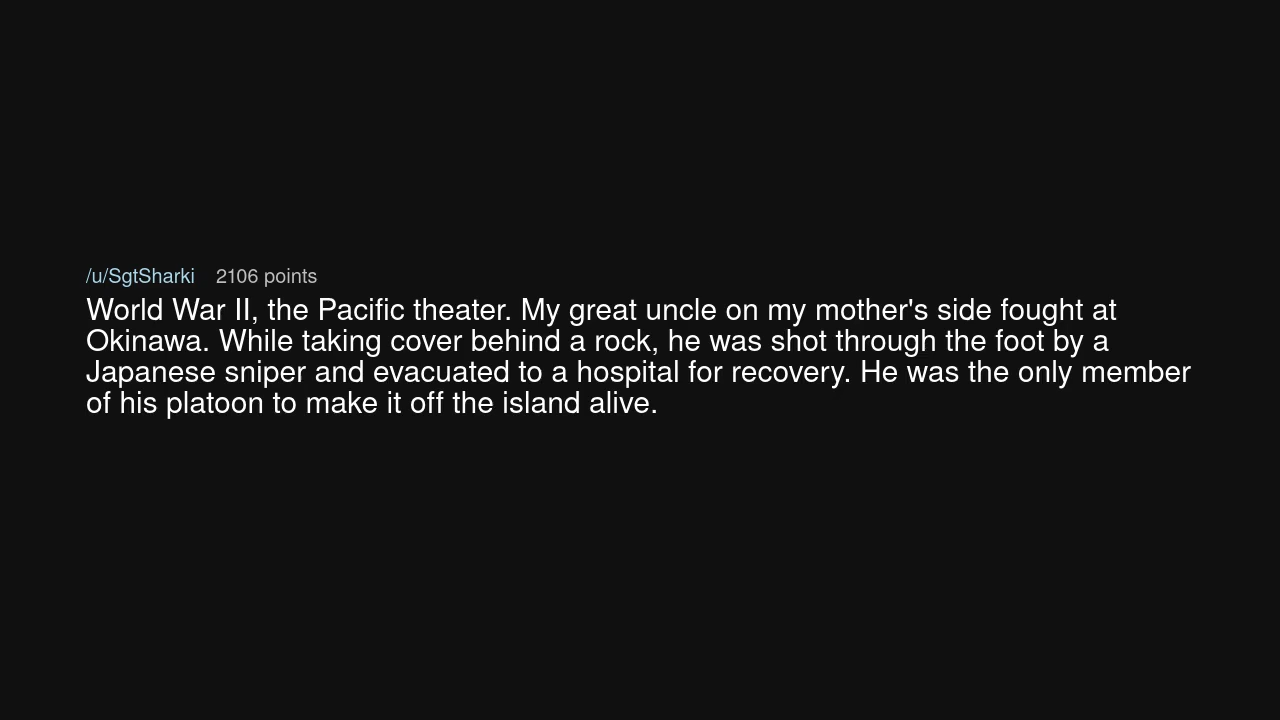 /u/SgtSharki 2106 points
World War II, the Pacific theater. My great uncle on my mother's side fought at
Okinawa. While taking cover behind a rock, he was shot through the foot by a
Japanese sniper and evacuated to a hospital for recovery. He was the only member
of his platoon to make it off the island alive.